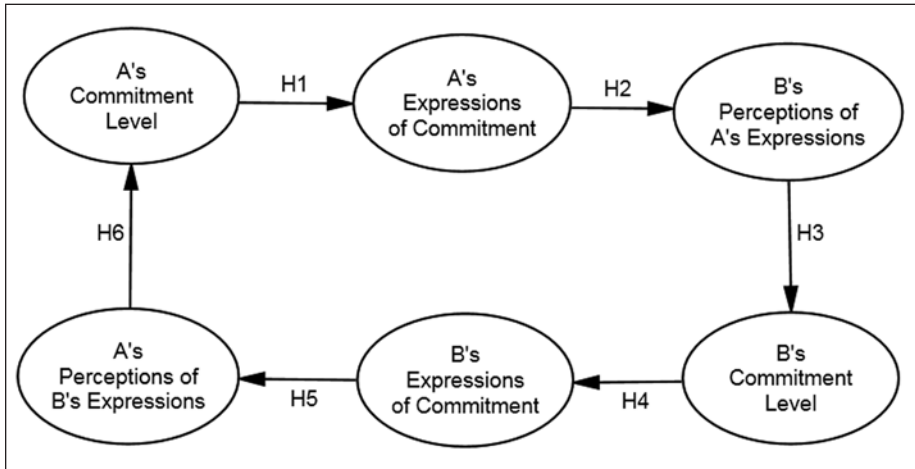 A's
Commitment
Level
H1
A's
Expressions
of Commitment
H2
B's
Perceptions of
A's Expressions
H3
B's
Commitment
Level
H4
B's
Expressions
of Commitment
H5
A's
Perceptions of
B's Expressions
H6